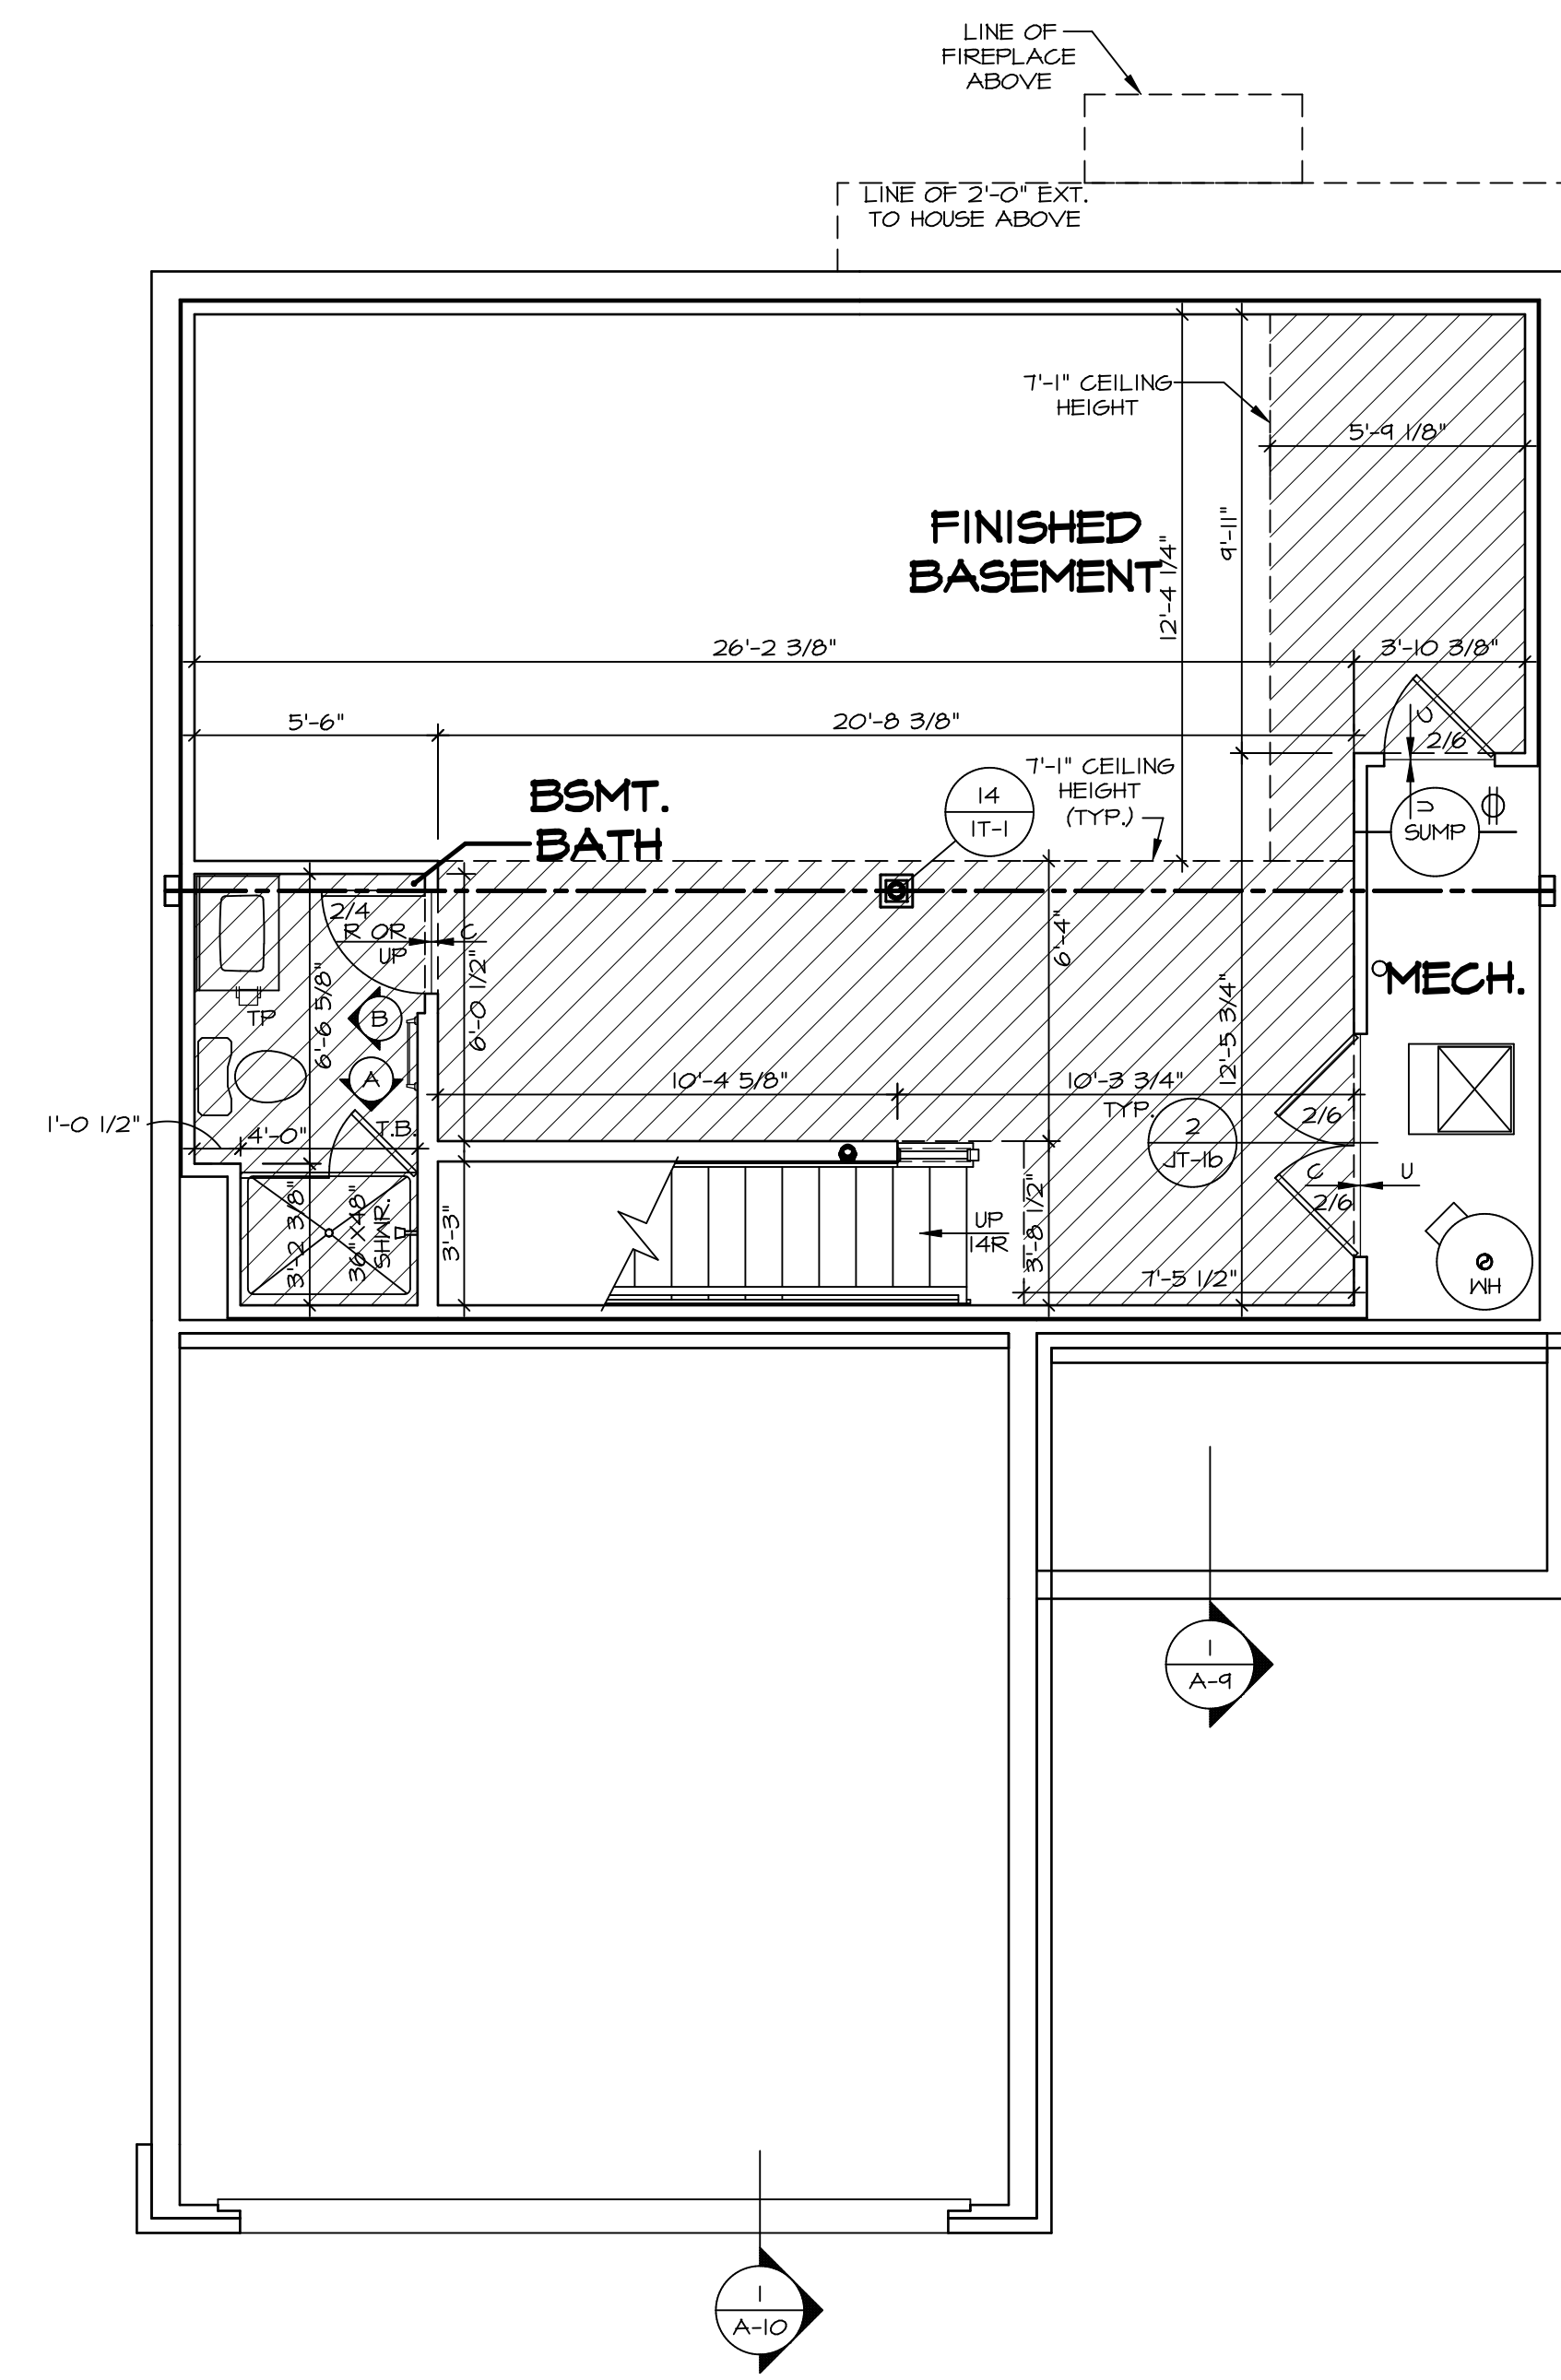 LINE OF
FIREPLACE
ABOVE
LINE OF 2'-0" EXT.
TO HOUSE ABOVE
7'-1" CEILING
HEIGHT
5'-9 1/8"
FINISHED
BASEMENT
12'-4 1/4"
9'-11"
26'-2 3/8"
3'-10 3/8"
5'-6"
20'-8 3/8"
C
2/6
U
7'-1" CEILING
HEIGHT
(TYP.)
BSMT.
BATH
14
1T-1
SUMP
2/4
R OR
UP
C
6'-4"
MECH.
TP
B
A
6'-6 5/8"
6'-0 1/2"
12'-5 3/4"
10'-4 5/8"
10'-3 3/4"
TYP.
1'-0 1/2"
4'-0"
T.B.
2/6
2
JT-1b
C
U
2/6
3'-2 3/8"
36"X48"
SHWR.
3'-3"
UP
14R
3'-8 1/2"
7'-5 1/2"
WH
1
A-9
1
A-10